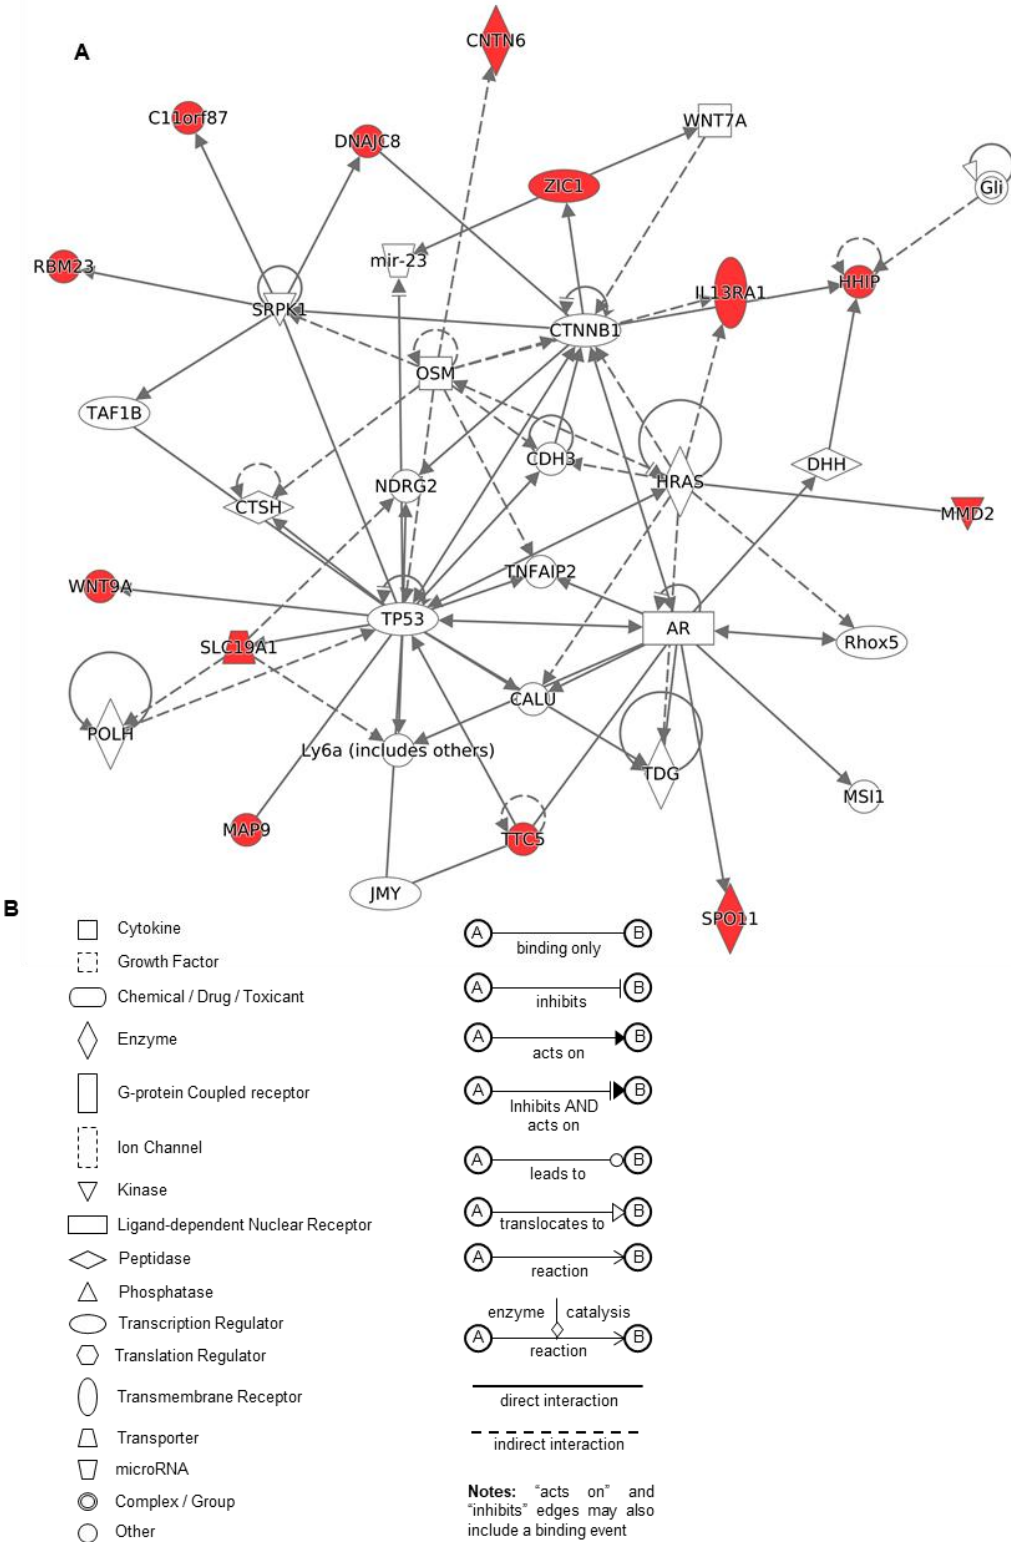 A
CNTN6
C11orf87
DNAJC8
WNT7A
ZIC1
Gli
RBM23
mir-23
IL13RA1
HHIP
SRPK1
CTNNB1
OSM
TAF1B
CDH3
DHH
NDRG2
HRAS
CTSH
MMD2
WNT9A
TNFAIP2
TP53
AR
SLC19A1
Rhox5
CALU
POLH
Ly6a (includes others)
TDG
MSI1
MAP9
TTC5
JMY
SPO11
B
Cytokine
Growth Factor
Chemical / Drug / Toxicant
Enzyme
G-protein Coupled receptor
Ion Channel
Kinase
Ligand-dependent Nuclear Receptor
Peptidase
Phosphatase
Transcription Regulator
Translation Regulator
Transmembrane Receptor
Transporter
microRNA
Complex / Group
Other
A B
binding only
A B
inhibits
A B
acts on
A B
Inhibits AND
acts on
A B
leads to
A B
translocates to
A B
reaction
enzyme catalysis
A B
reaction
direct interaction
indirect interaction
Notes: "acts on" and
"inhibits" edges may also
include a binding event